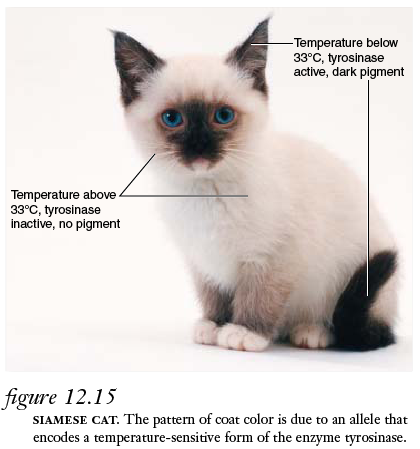 Temperature below
33°C, tyrosinase
active, dark pigment
Temperature above
33°C, tyrosinase
inactive, no pigment
figure 12.15
SIAMESE CAT. The pattern of coat color is due to an allele that
encodes a temperature-sensitive form of the enzyme tyrosinase.